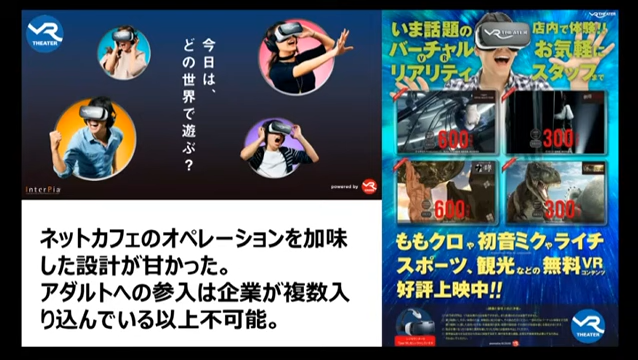 VR
THEATER
今日は、
どの世界で遊ぶ？
InterPia
powered by VR
ネットカフェのオペレーションを加味
した設計が甘かった。
アダルトへの参入は企業が複数入
り込んでいる以上不可能。
いま話題の
バーチャル
VR
リアリティ
店内で体験!!
お気軽に
スタッフまで
VR THEATER
600
300
600
300
ももクロや初音ミクやライチ
スポーツ、観光などの無料VR
コンテンツ
好評上映中!!
VR
THEATER